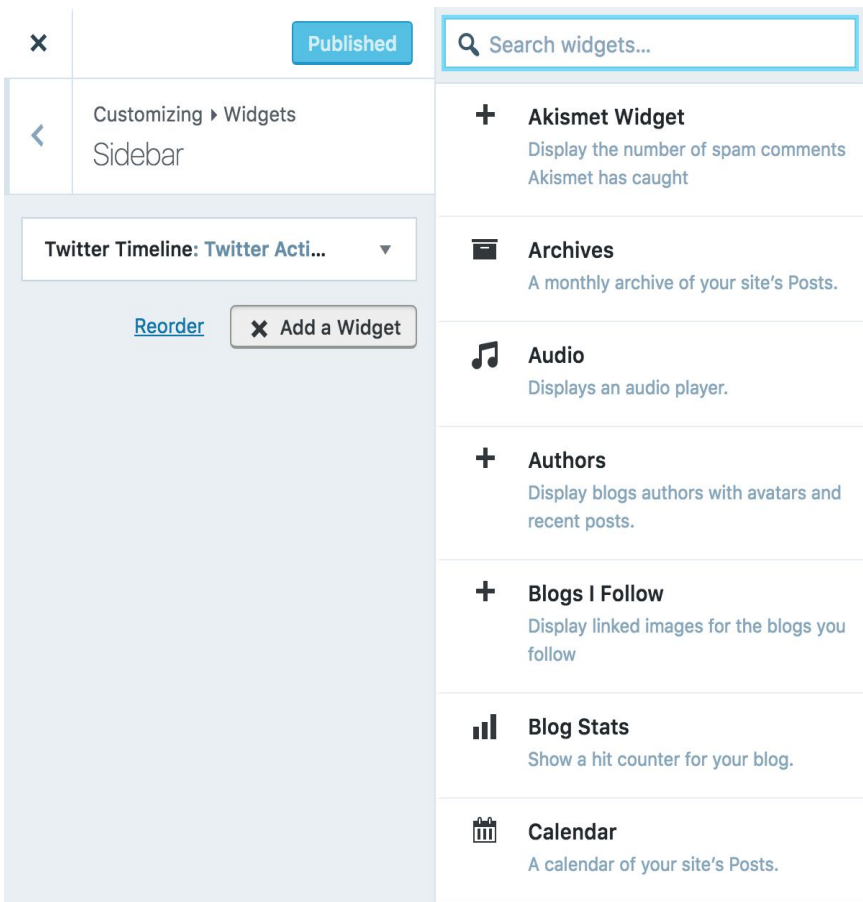 Published
Customizing ▸ Widgets
Sidebar
Twitter Timeline: Twitter Acti...
Reorder
Add a Widget
Search widgets...
Akismet Widget
Display the number of spam comments
Akismet has caught
Archives
A monthly archive of your site’s Posts.
Audio
Displays an audio player.
Authors
Display blogs authors with avatars and
recent posts.
Blogs I Follow
Display linked images for the blogs you
follow
Blog Stats
Show a hit counter for your blog.
Calendar
A calendar of your site’s Posts.